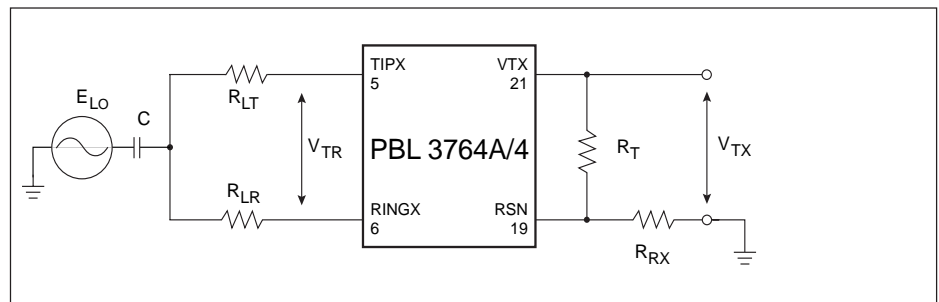 TIPX
5
VTX
21
R_LT
E_LO
C
V_TR
PBL 3764A/4
R_T
V_TX
R_LR
RINGX
6
RSN
19
R_RX